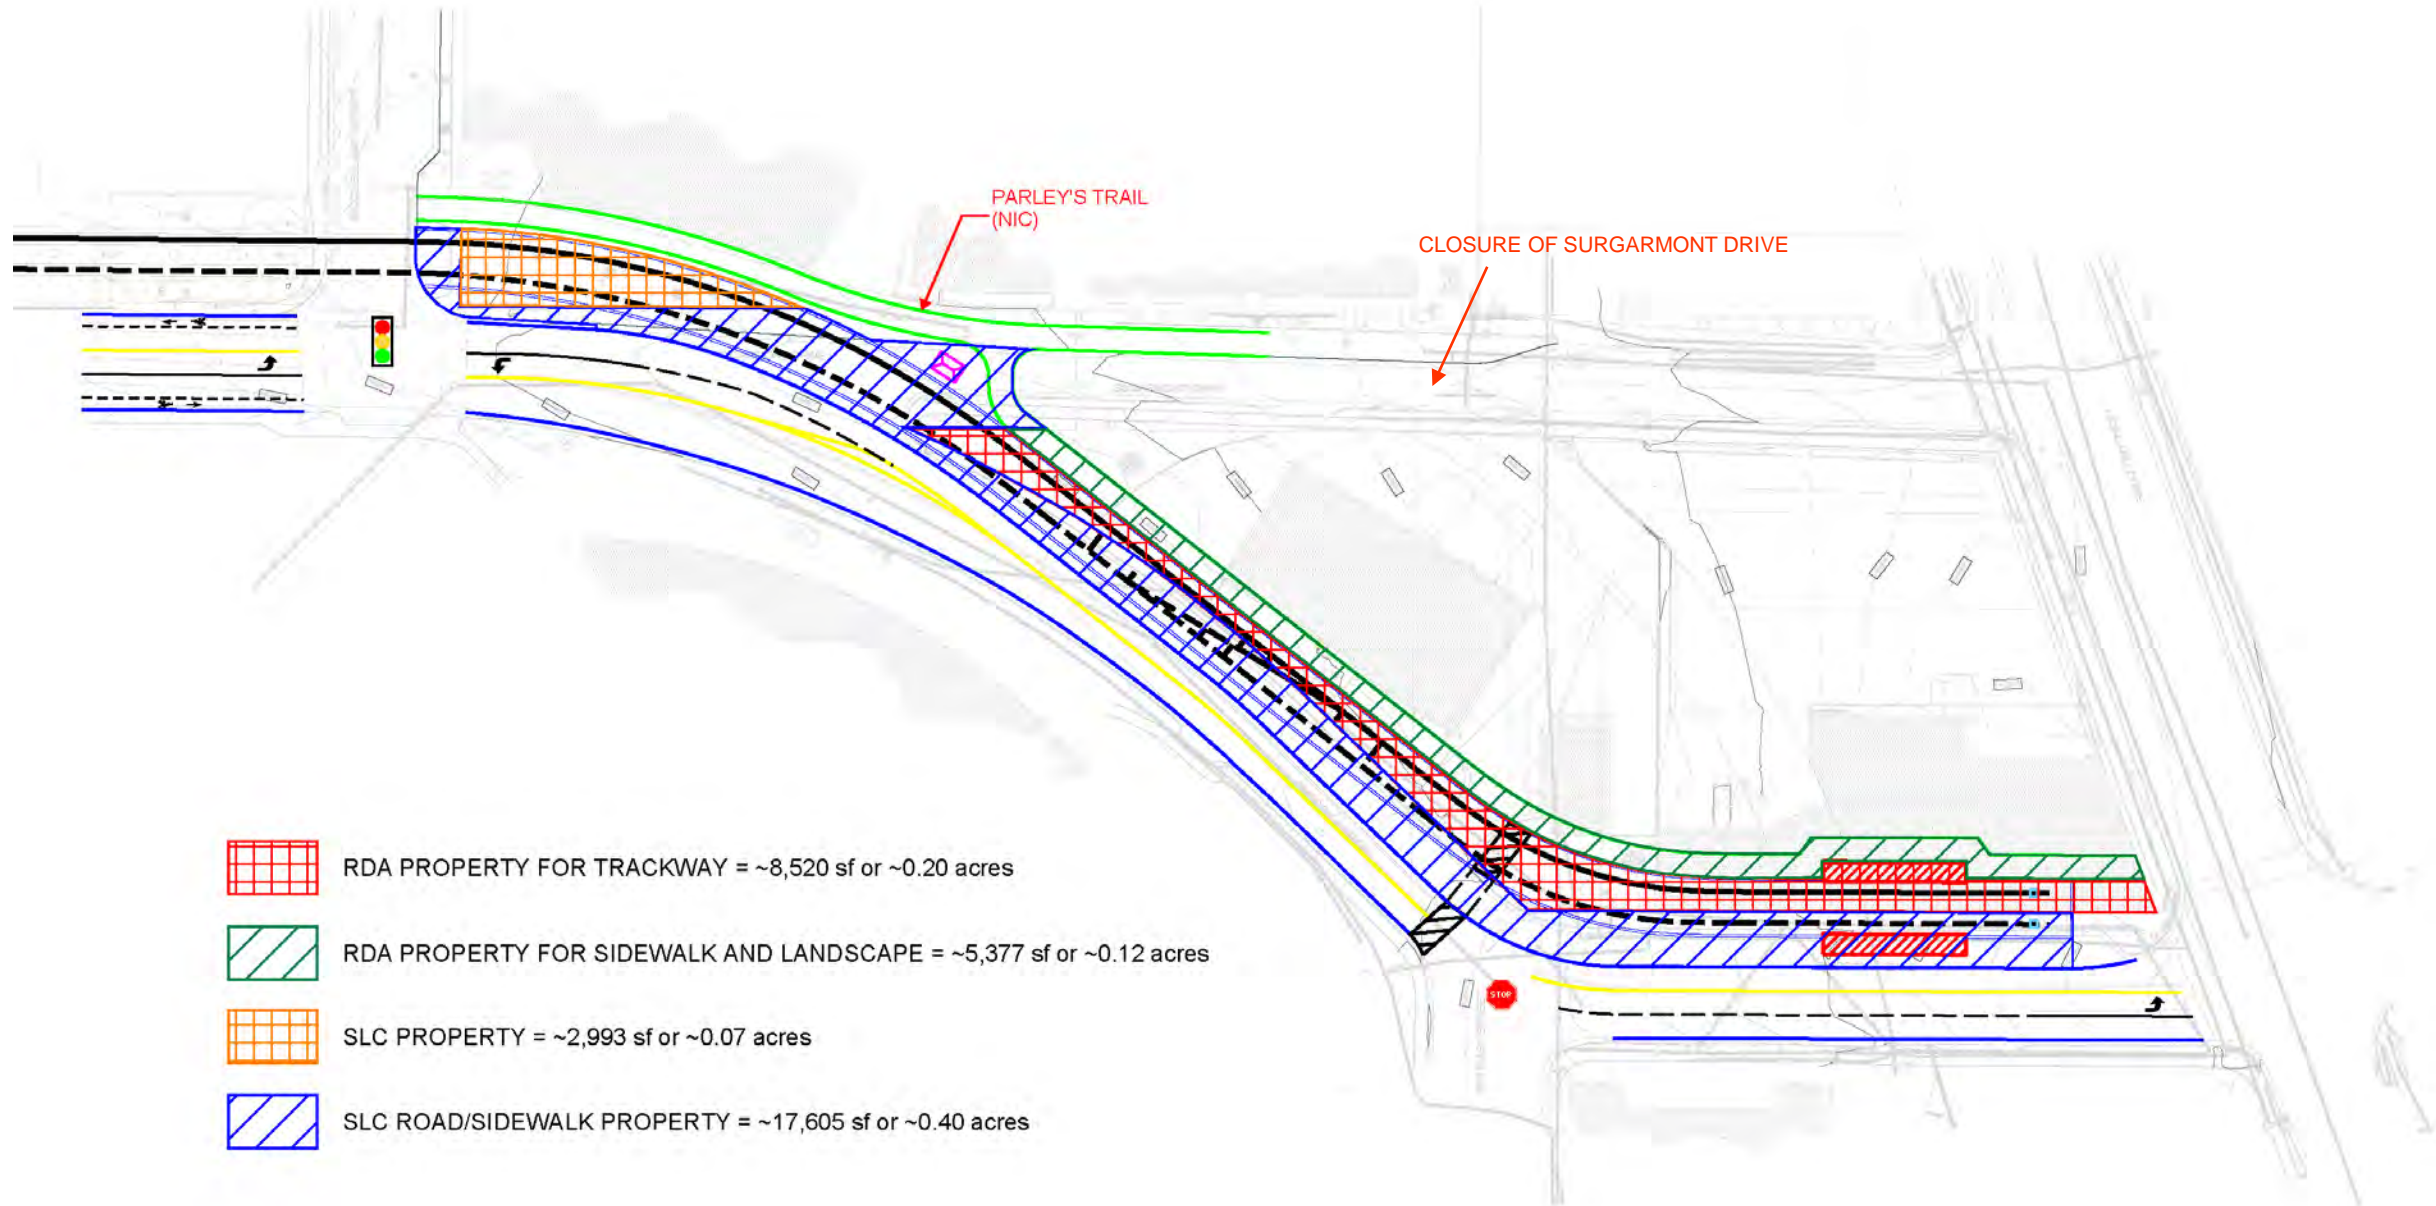 PARLEY'S TRAIL
(NIC)
CLOSURE OF SURGARMONT DRIVE
RDA PROPERTY FOR TRACKWAY = ~8,520 sf or ~0.20 acres
RDA PROPERTY FOR SIDEWALK AND LANDSCAPE = ~5,377 sf or ~0.12 acres
STOP
SLC PROPERTY = ~2,993 sf or ~0.07 acres
SLC ROAD/SIDEWALK PROPERTY = ~17,605 sf or ~0.40 acres